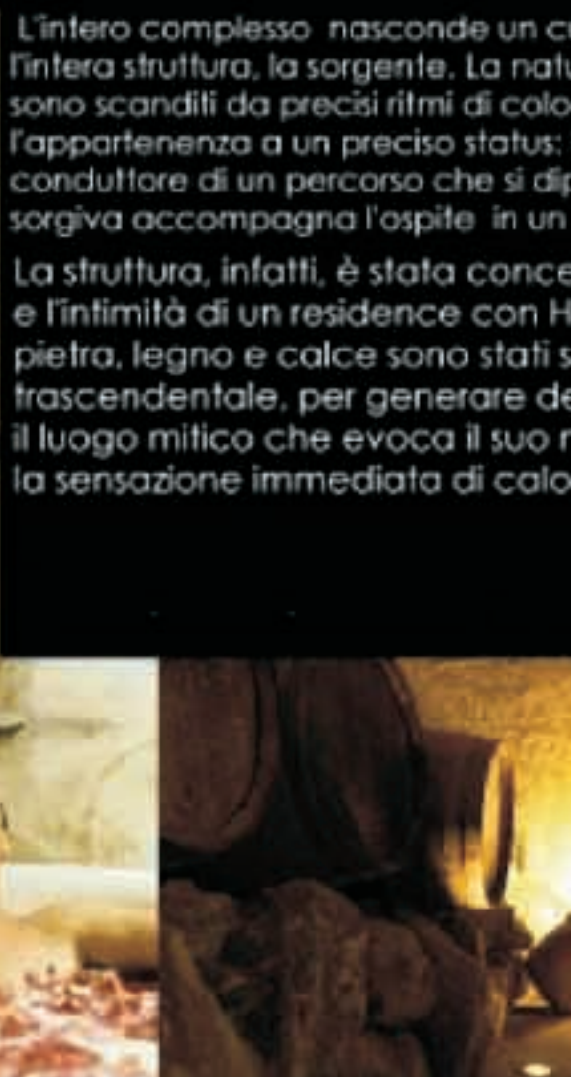 L'intero complesso nasconde un cu
l'intera struttura, la sorgente. La natu
sono scanditi da precisi ritmi di colo
l'appartenenza a un preciso status:
conduttore di un percorso che si dip
sorgiva accompagna l'ospite in un
La struttura, infatti, è stata conce
e l'intimità di un residence con H
pietra, legno e calce sono stati s
trascendentale, per generare de
il luogo mitico che evoca il suo n
la sensazione immediata di calo